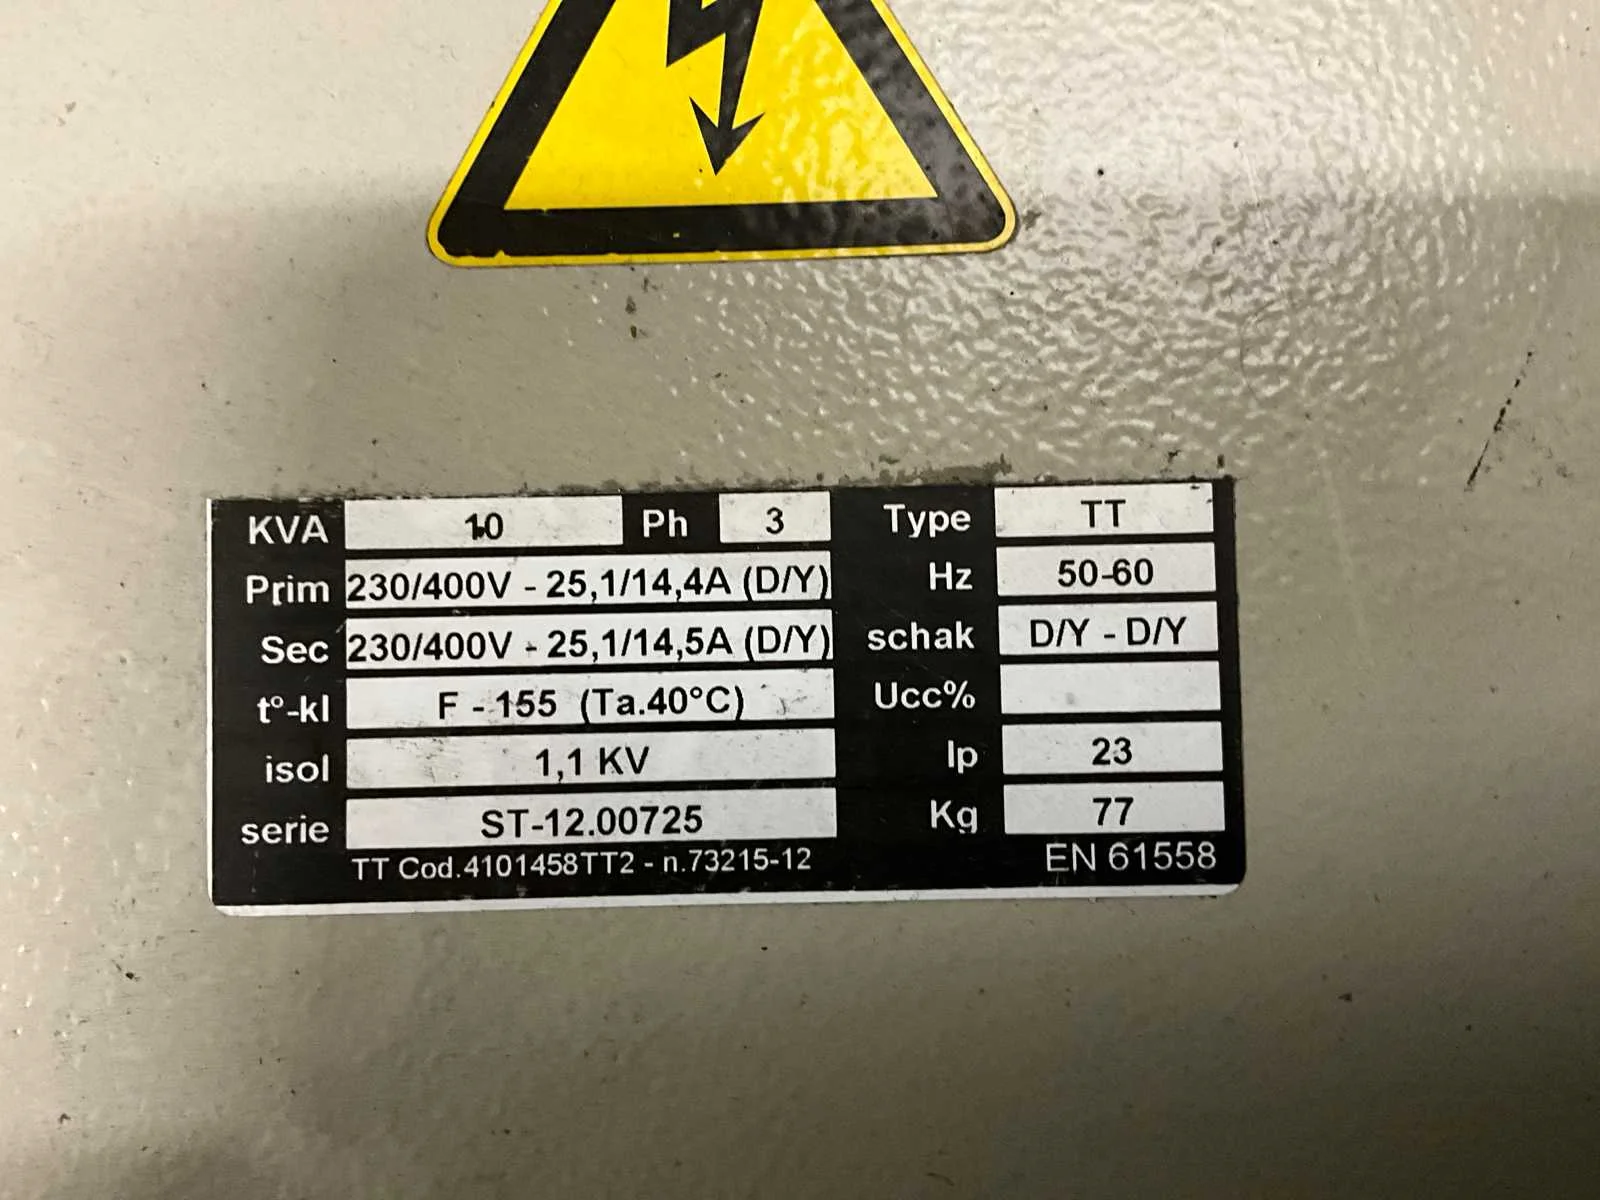 KVA 10 Ph 3 Type TT
Prim 230/400V - 25,1/14,4A (D/Y) Hz 50-60
Sec 230/400V - 25,1/14,5A (D/Y) schak D/Y - D/Y
t°-kl F - 155 (Ta.40°C) Ucc%
isol 1,1 KV Ip 23
serie ST-12.00725 Kg 77
TT Cod.4101458TT2 - n.73215-12 EN 61558